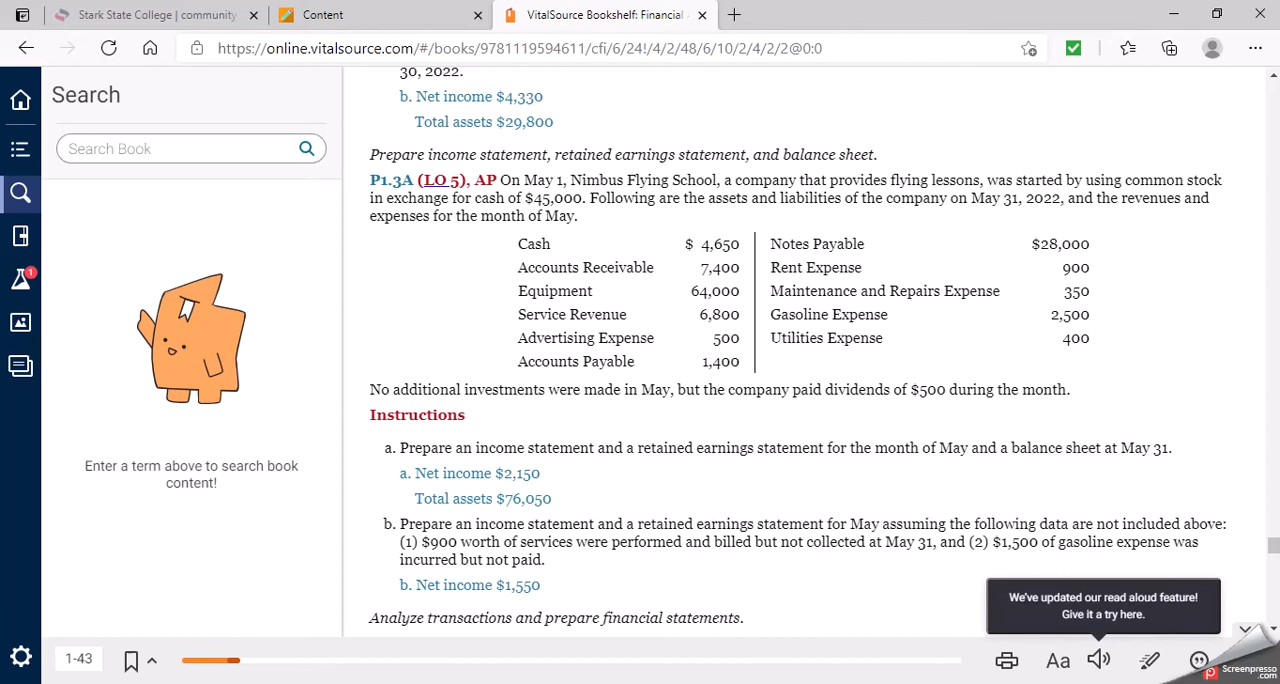 Stark State College | community
Content
VitalSource Bookshelf: Financial
https://online.vitalsource.com/#/books/9781119594611/cfi/6/24!/4/2/48/6/10/2/4/2/2@0:0
Search
Search Book
1
Enter a term above to search book
content!
30, 2022.
b. Net income $4,330
Total assets $29,800
Prepare income statement, retained earnings statement, and balance sheet.
P1.3A (LO 5), AP On May 1, Nimbus Flying School, a company that provides flying lessons, was started by using common stock
in exchange for cash of $45,000. Following are the assets and liabilities of the company on May 31, 2022, and the revenues and
expenses for the month of May.
Cash $ 4,650 Notes Payable $28,000
Accounts Receivable 7,400 Rent Expense 900
Equipment 64,000 Maintenance and Repairs Expense 350
Service Revenue 6,800 Gasoline Expense 2,500
Advertising Expense 500 Utilities Expense 400
Accounts Payable 1,400
No additional investments were made in May, but the company paid dividends of $500 during the month.
Instructions
a. Prepare an income statement and a retained earnings statement for the month of May and a balance sheet at May 31.
a. Net income $2,150
Total assets $76,050
b. Prepare an income statement and a retained earnings statement for May assuming the following data are not included above:
(1) $900 worth of services were performed and billed but not collected at May 31, and (2) $1,500 of gasoline expense was
incurred but not paid.
b. Net income $1,550
Analyze transactions and prepare financial statements.
We've updated our read aloud feature!
Give it a try here.
1-43
Aa
Screenpresso
.com